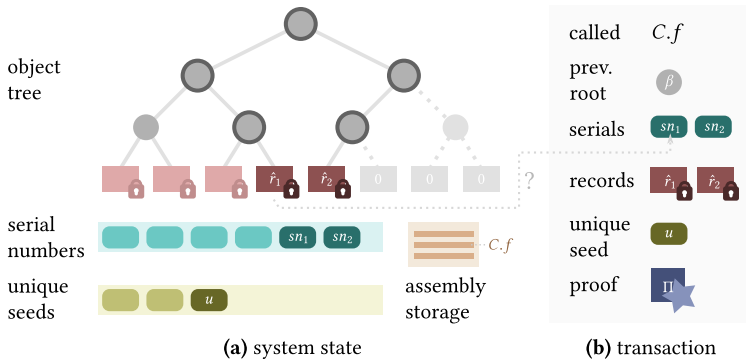 object
tree
r̂₁ r̂₂ 0 0 0 ?
serial
numbers
sn₁ sn₂
C.f
unique
seeds
u
assembly
storage
(a) system state
called C.f
prev.
root
β
serials sn₁ sn₂
records r̂₁ r̂₂
unique
seed
u
proof Π
(b) transaction